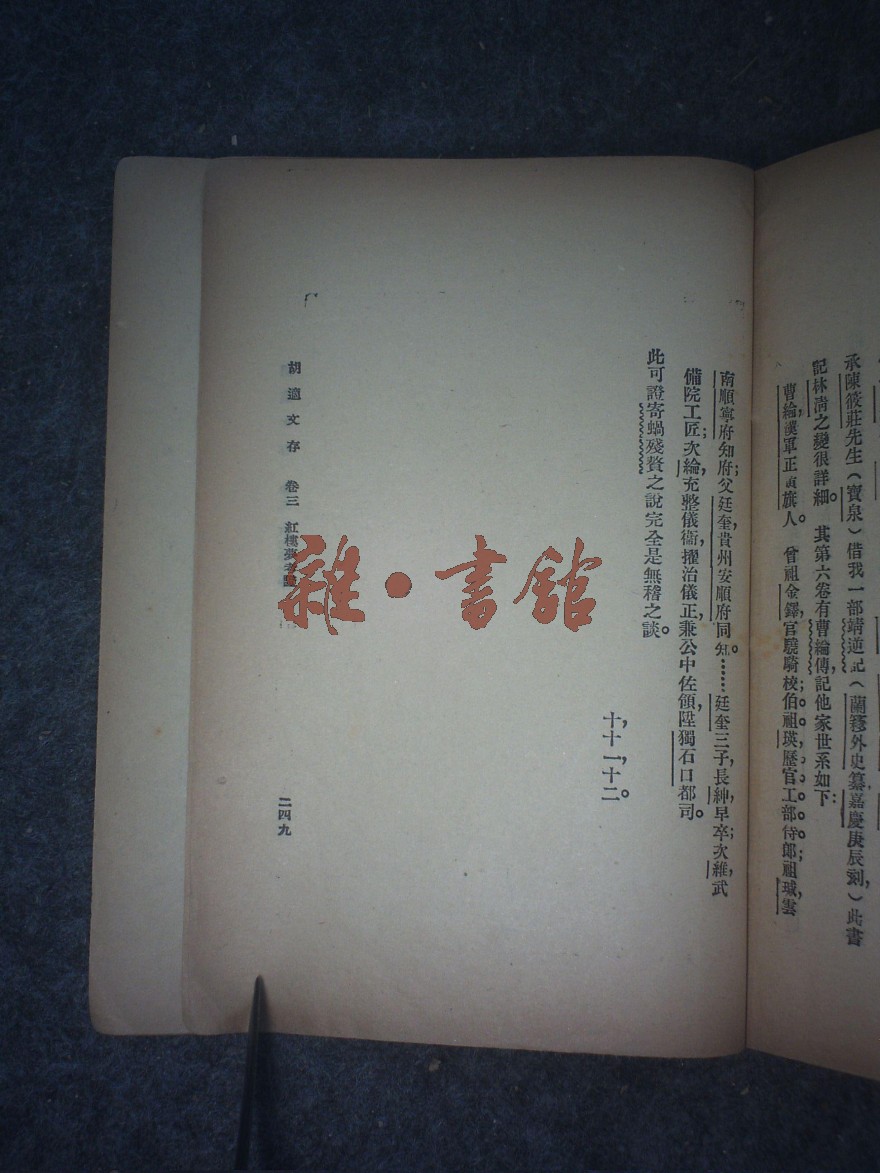 承陳筱莊先生（寶泉）借我一部靖逆記（蘭簃外史纂，嘉慶庚辰刻，）此書
記林清之變很詳細。其第六卷有曹綸傳，記他家世系如下：
曹綸，漢軍正黃旗人。曾祖金鐸，官驍騎校；伯祖瑛，歷官工部侍郎，祖瑊，雲
南順寧府知府；父廷奎，貴州安順府同知。……廷奎三子，長紳，早卒；次維，武
備院工匠；次綸，充整儀衞，擢治儀正，兼公中佐領，陞獨石口都司。
此可證寄蝸殘贅之說完全是無稽之談。
十，十一，十二。
胡適文存 卷三 紅樓夢考證
二四九
雜·書館